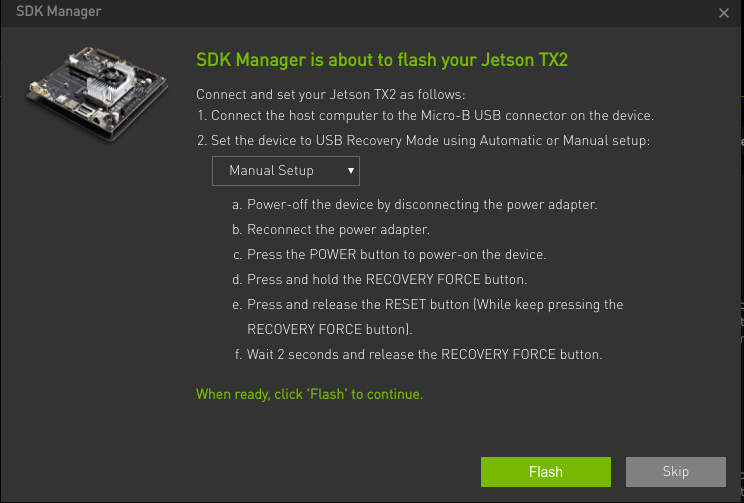 SDK Manager
SDK Manager is about to flash your Jetson TX2
Connect and set your Jetson TX2 as follows:
1. Connect the host computer to the Micro-B USB connector on the device.
2. Set the device to USB Recovery Mode using Automatic or Manual setup:
Manual Setup
a. Power-off the device by disconnecting the power adapter.
b. Reconnect the power adapter.
c. Press the POWER button to power-on the device.
d. Press and hold the RECOVERY FORCE button.
e. Press and release the RESET button (While keep pressing the
RECOVERY FORCE button).
f. Wait 2 seconds and release the RECOVERY FORCE button.
When ready, click 'Flash' to continue.
Flash
Skip